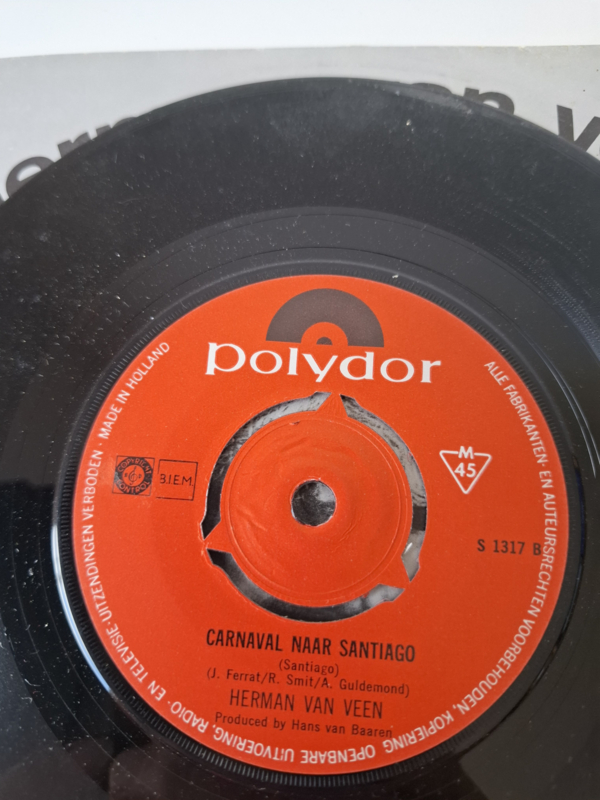 polydor
ALLE FABRIKANTEN- EN AUTEURSRECHTEN VOORBEHOUDEN, KOPIERING, OPENBARE UITVOERING, RADIO- EN TELEVISIE-UITZENDINGEN VERBODEN · MADE IN HOLLAND
B.I.E.M.
M
45
S 1317 B
CARNAVAL NAAR SANTIAGO
(Santiago)
(J. Ferrat/R. Smit/A. Guldemond)
HERMAN VAN VEEN
Produced by Hans van Baaren